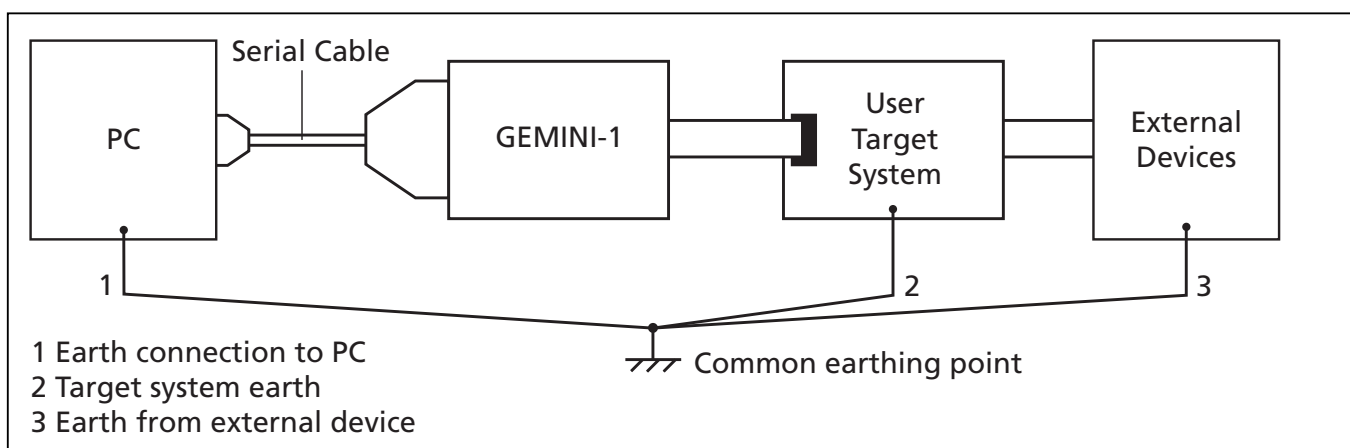 Serial Cable
PC
GEMINI-1
User
Target
System
External
Devices
1
2
3
1 Earth connection to PC
2 Target system earth
3 Earth from external device
Common earthing point